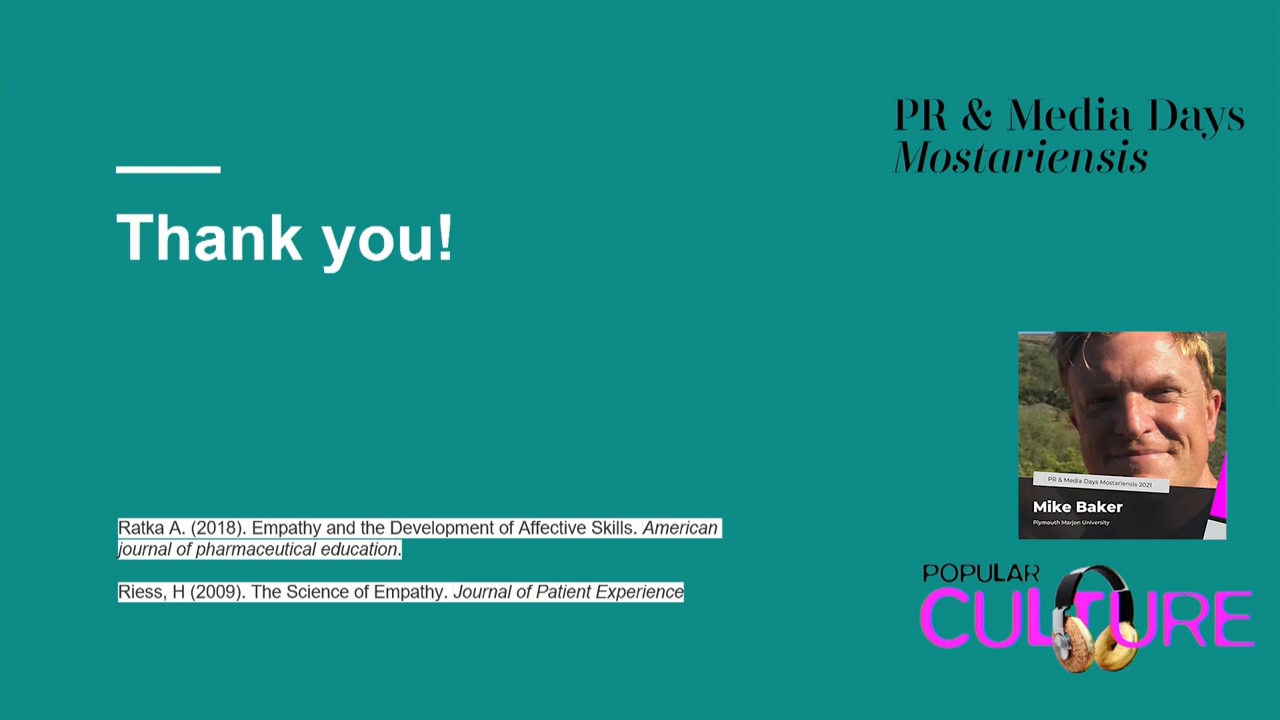 PR & Media Days
Mostariensis
Thank you!
PR & Media Days Mostariensis 2021
Mike Baker
Plymouth Marjon University
Ratka A. (2018). Empathy and the Development of Affective Skills. American
journal of pharmaceutical education.
Riess, H (2009). The Science of Empathy. Journal of Patient Experience
POPULAR
CULTURE